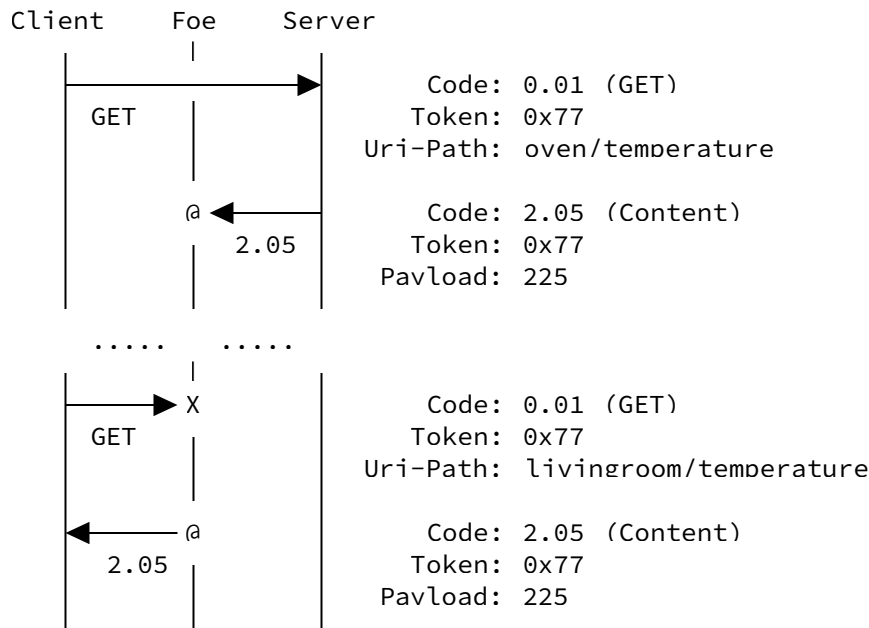 Client Foe Server
Code: 0.01 (GET)
GET Token: 0x77
Uri-Path: oven/temperature
@ Code: 2.05 (Content)
2.05 Token: 0x77
Payload: 225
..... .....
X Code: 0.01 (GET)
GET Token: 0x77
Uri-Path: livingroom/temperature
@ Code: 2.05 (Content)
2.05 Token: 0x77
Payload: 225